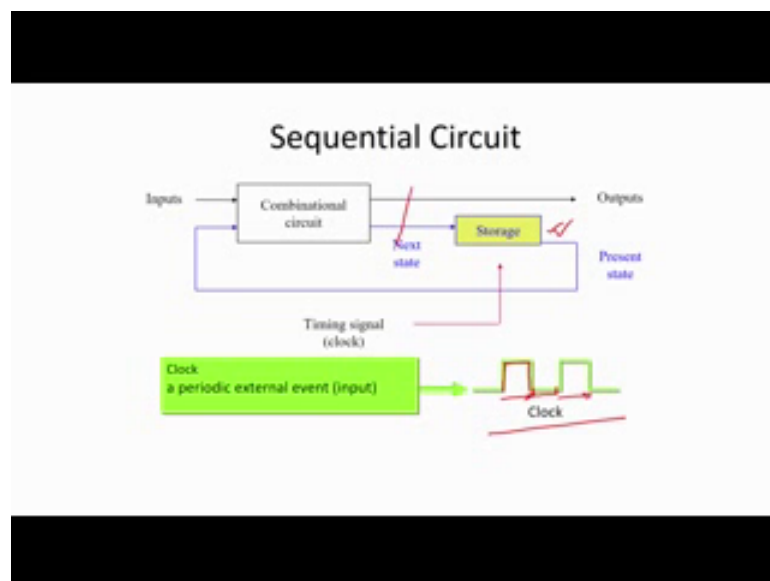 Sequential Circuit
Inputs
Combinational
circuit
Outputs
Next
state
Storage
Present
state
Timing signal
(clock)
Clock
a periodic external event (input)
Clock